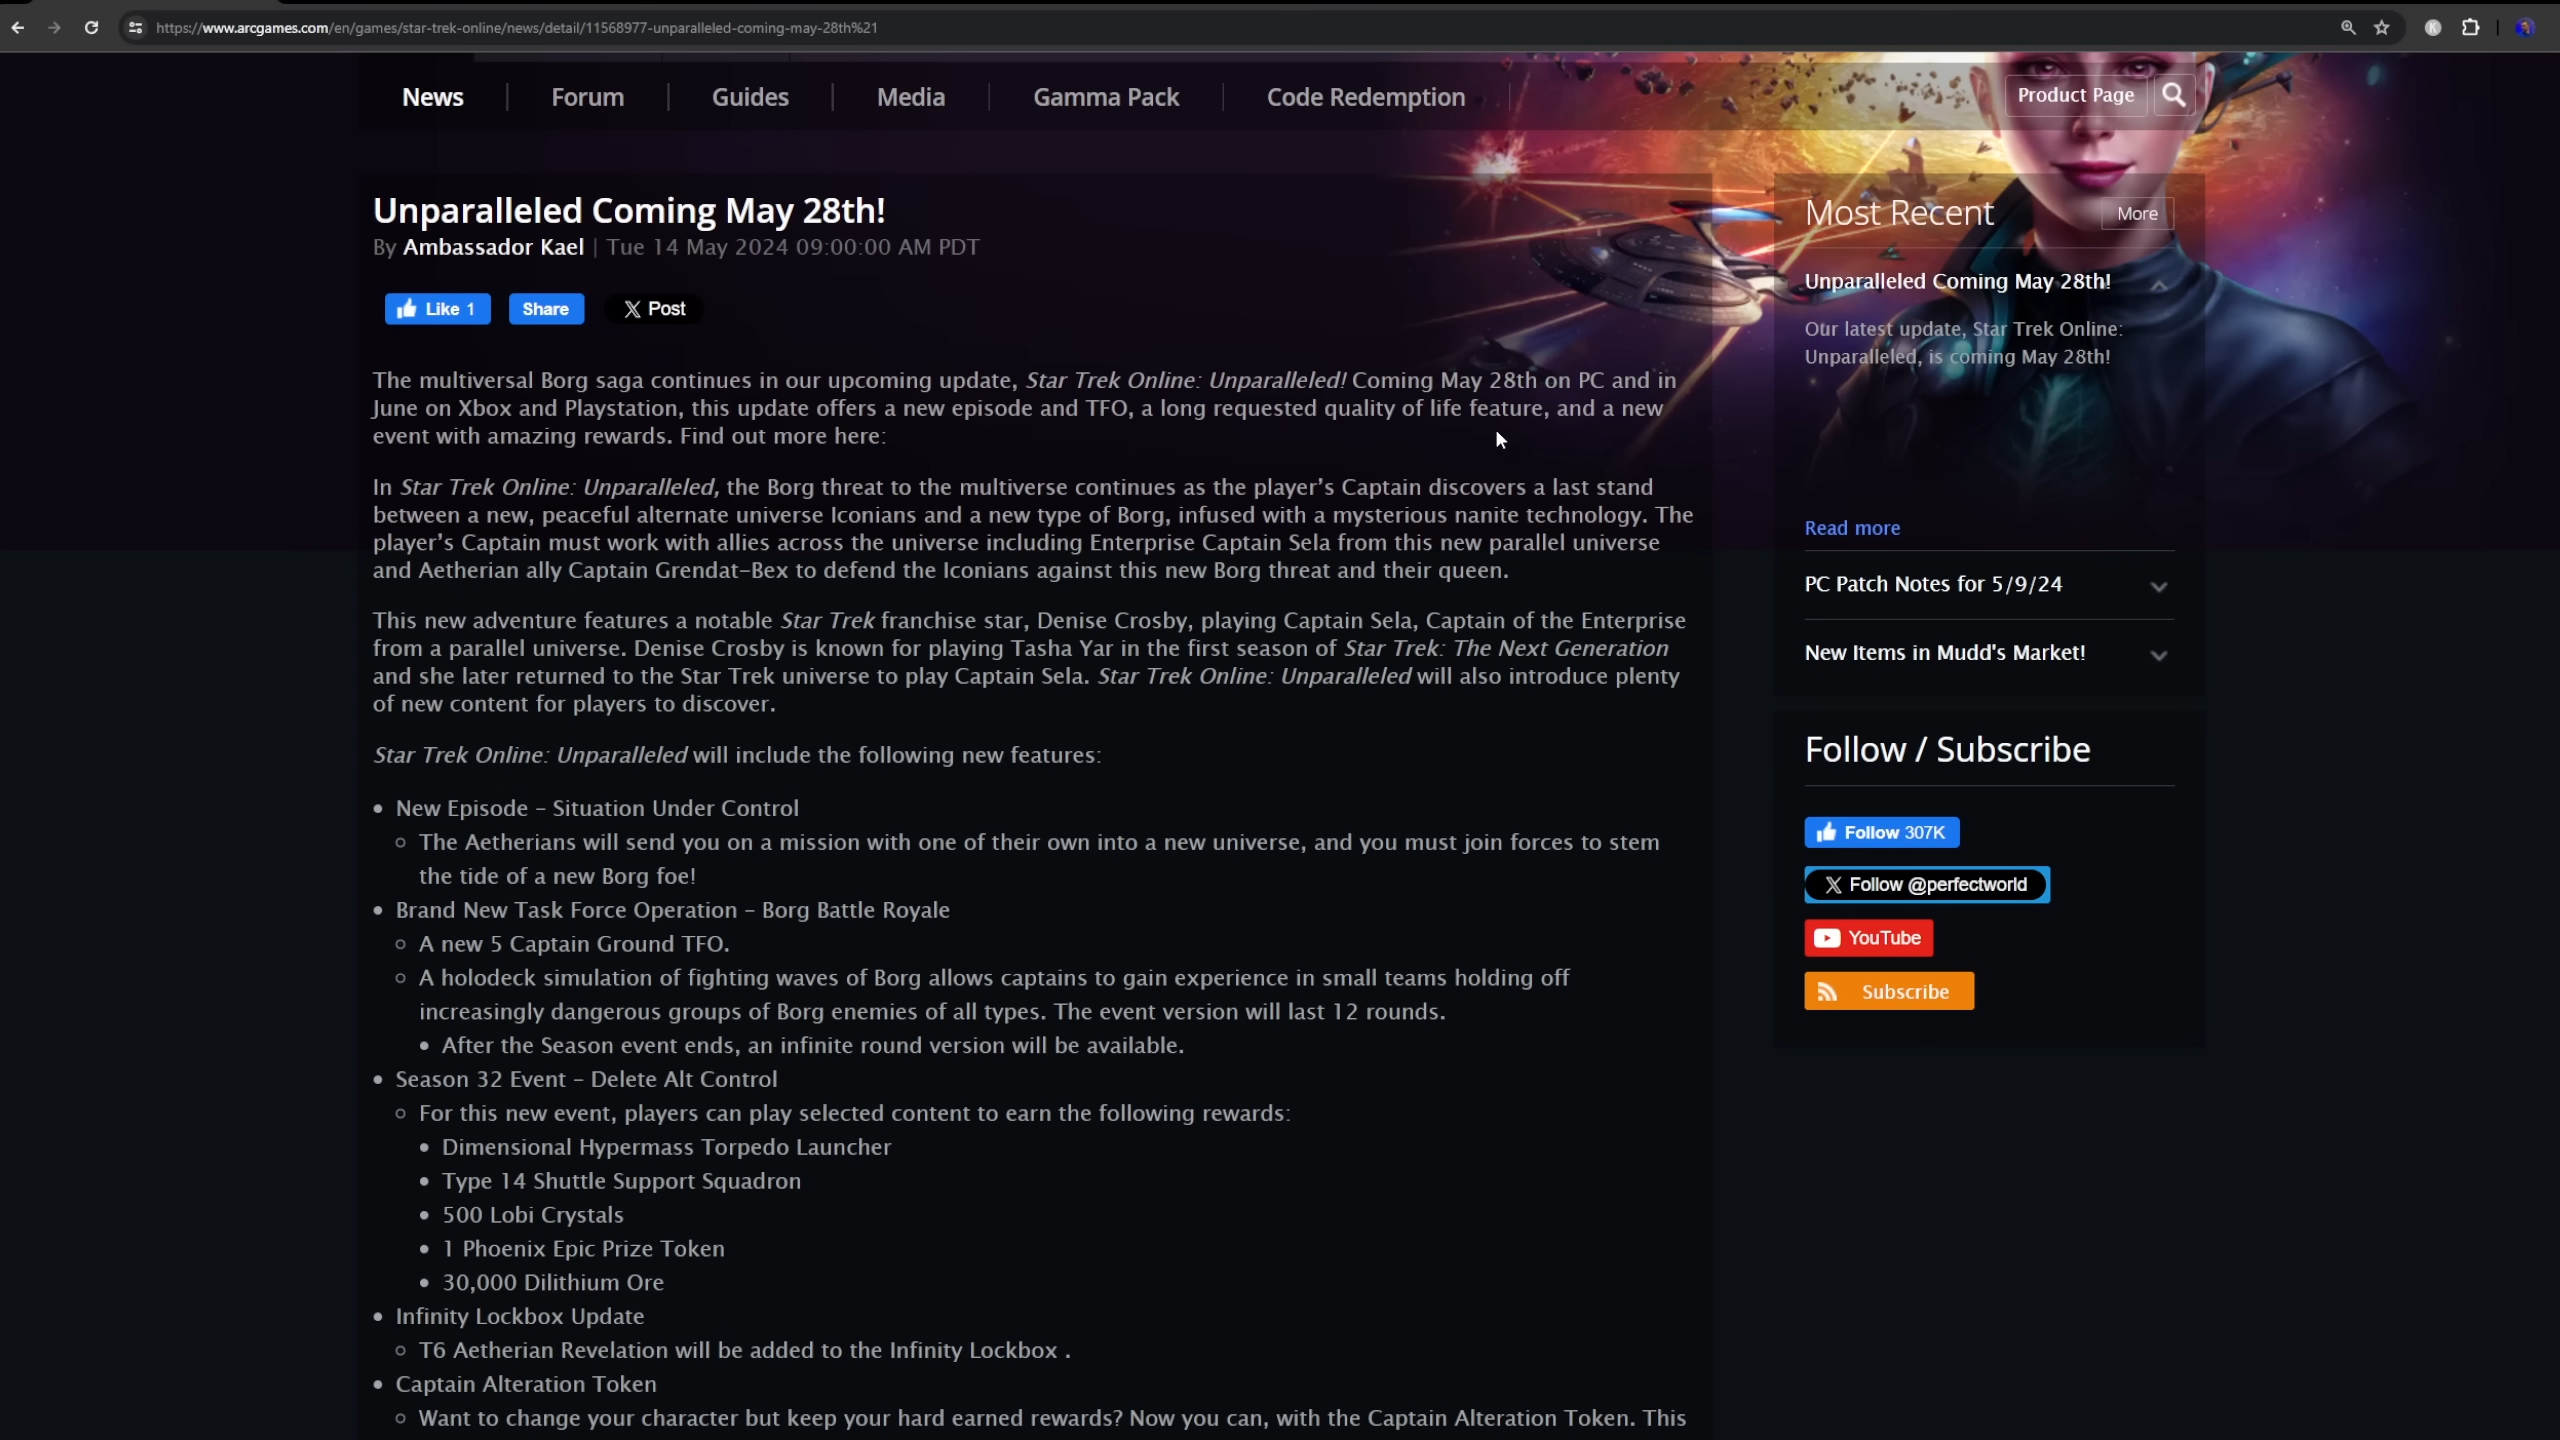 https://www.arcgames.com/en/games/star-trek-online/news/detail/11568977-unparalleled-coming-may-28th%21
K
News
Forum
Guides
Media
Gamma Pack
Code Redemption
Product Page
Unparalleled Coming May 28th!
By Ambassador Kael | Tue 14 May 2024 09:00:00 AM PDT
Like 1
Share
X Post
The multiversal Borg saga continues in our upcoming update, Star Trek Online: Unparalleled! Coming May 28th on PC and in
June on Xbox and Playstation, this update offers a new episode and TFO, a long requested quality of life feature, and a new
event with amazing rewards. Find out more here:
In Star Trek Online: Unparalleled, the Borg threat to the multiverse continues as the player’s Captain discovers a last stand
between a new, peaceful alternate universe Iconians and a new type of Borg, infused with a mysterious nanite technology. The
player’s Captain must work with allies across the universe including Enterprise Captain Sela from this new parallel universe
and Aetherian ally Captain Grendat-Bex to defend the Iconians against this new Borg threat and their queen.
This new adventure features a notable Star Trek franchise star, Denise Crosby, playing Captain Sela, Captain of the Enterprise
from a parallel universe. Denise Crosby is known for playing Tasha Yar in the first season of Star Trek: The Next Generation
and she later returned to the Star Trek universe to play Captain Sela. Star Trek Online: Unparalleled will also introduce plenty
of new content for players to discover.
Star Trek Online: Unparalleled will include the following new features:
• New Episode – Situation Under Control
○ The Aetherians will send you on a mission with one of their own into a new universe, and you must join forces to stem
the tide of a new Borg foe!
• Brand New Task Force Operation – Borg Battle Royale
○ A new 5 Captain Ground TFO.
○ A holodeck simulation of fighting waves of Borg allows captains to gain experience in small teams holding off
increasingly dangerous groups of Borg enemies of all types. The event version will last 12 rounds.
• After the Season event ends, an infinite round version will be available.
• Season 32 Event – Delete Alt Control
○ For this new event, players can play selected content to earn the following rewards:
• Dimensional Hypermass Torpedo Launcher
• Type 14 Shuttle Support Squadron
• 500 Lobi Crystals
• 1 Phoenix Epic Prize Token
• 30,000 Dilithium Ore
• Infinity Lockbox Update
○ T6 Aetherian Revelation will be added to the Infinity Lockbox .
• Captain Alteration Token
○ Want to change your character but keep your hard earned rewards? Now you can, with the Captain Alteration Token. This
Most Recent
More
Unparalleled Coming May 28th!
Our latest update, Star Trek Online:
Unparalleled, is coming May 28th!
Read more
PC Patch Notes for 5/9/24
New Items in Mudd's Market!
Follow / Subscribe
Follow 307K
X Follow @perfectworld
YouTube
Subscribe